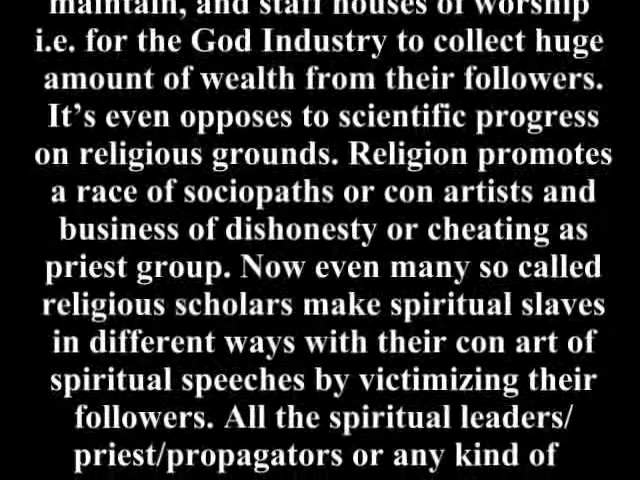 maintain, and staff houses of worship
i.e. for the God Industry to collect huge
amount of wealth from their followers.
It’s even opposes to scientific progress
on religious grounds. Religion promotes
a race of sociopaths or con artists and
business of dishonesty or cheating as
priest group. Now even many so called
religious scholars make spiritual slaves
in different ways with their con art of
spiritual speeches by victimizing their
followers. All the spiritual leaders/
priest/propagators or any kind of